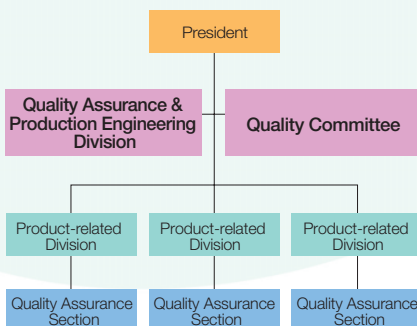 President
Quality Assurance &
Production Engineering
Division
Quality Committee
Product-related
Division
Product-related
Division
Product-related
Division
Quality Assurance
Section
Quality Assurance
Section
Quality Assurance
Section